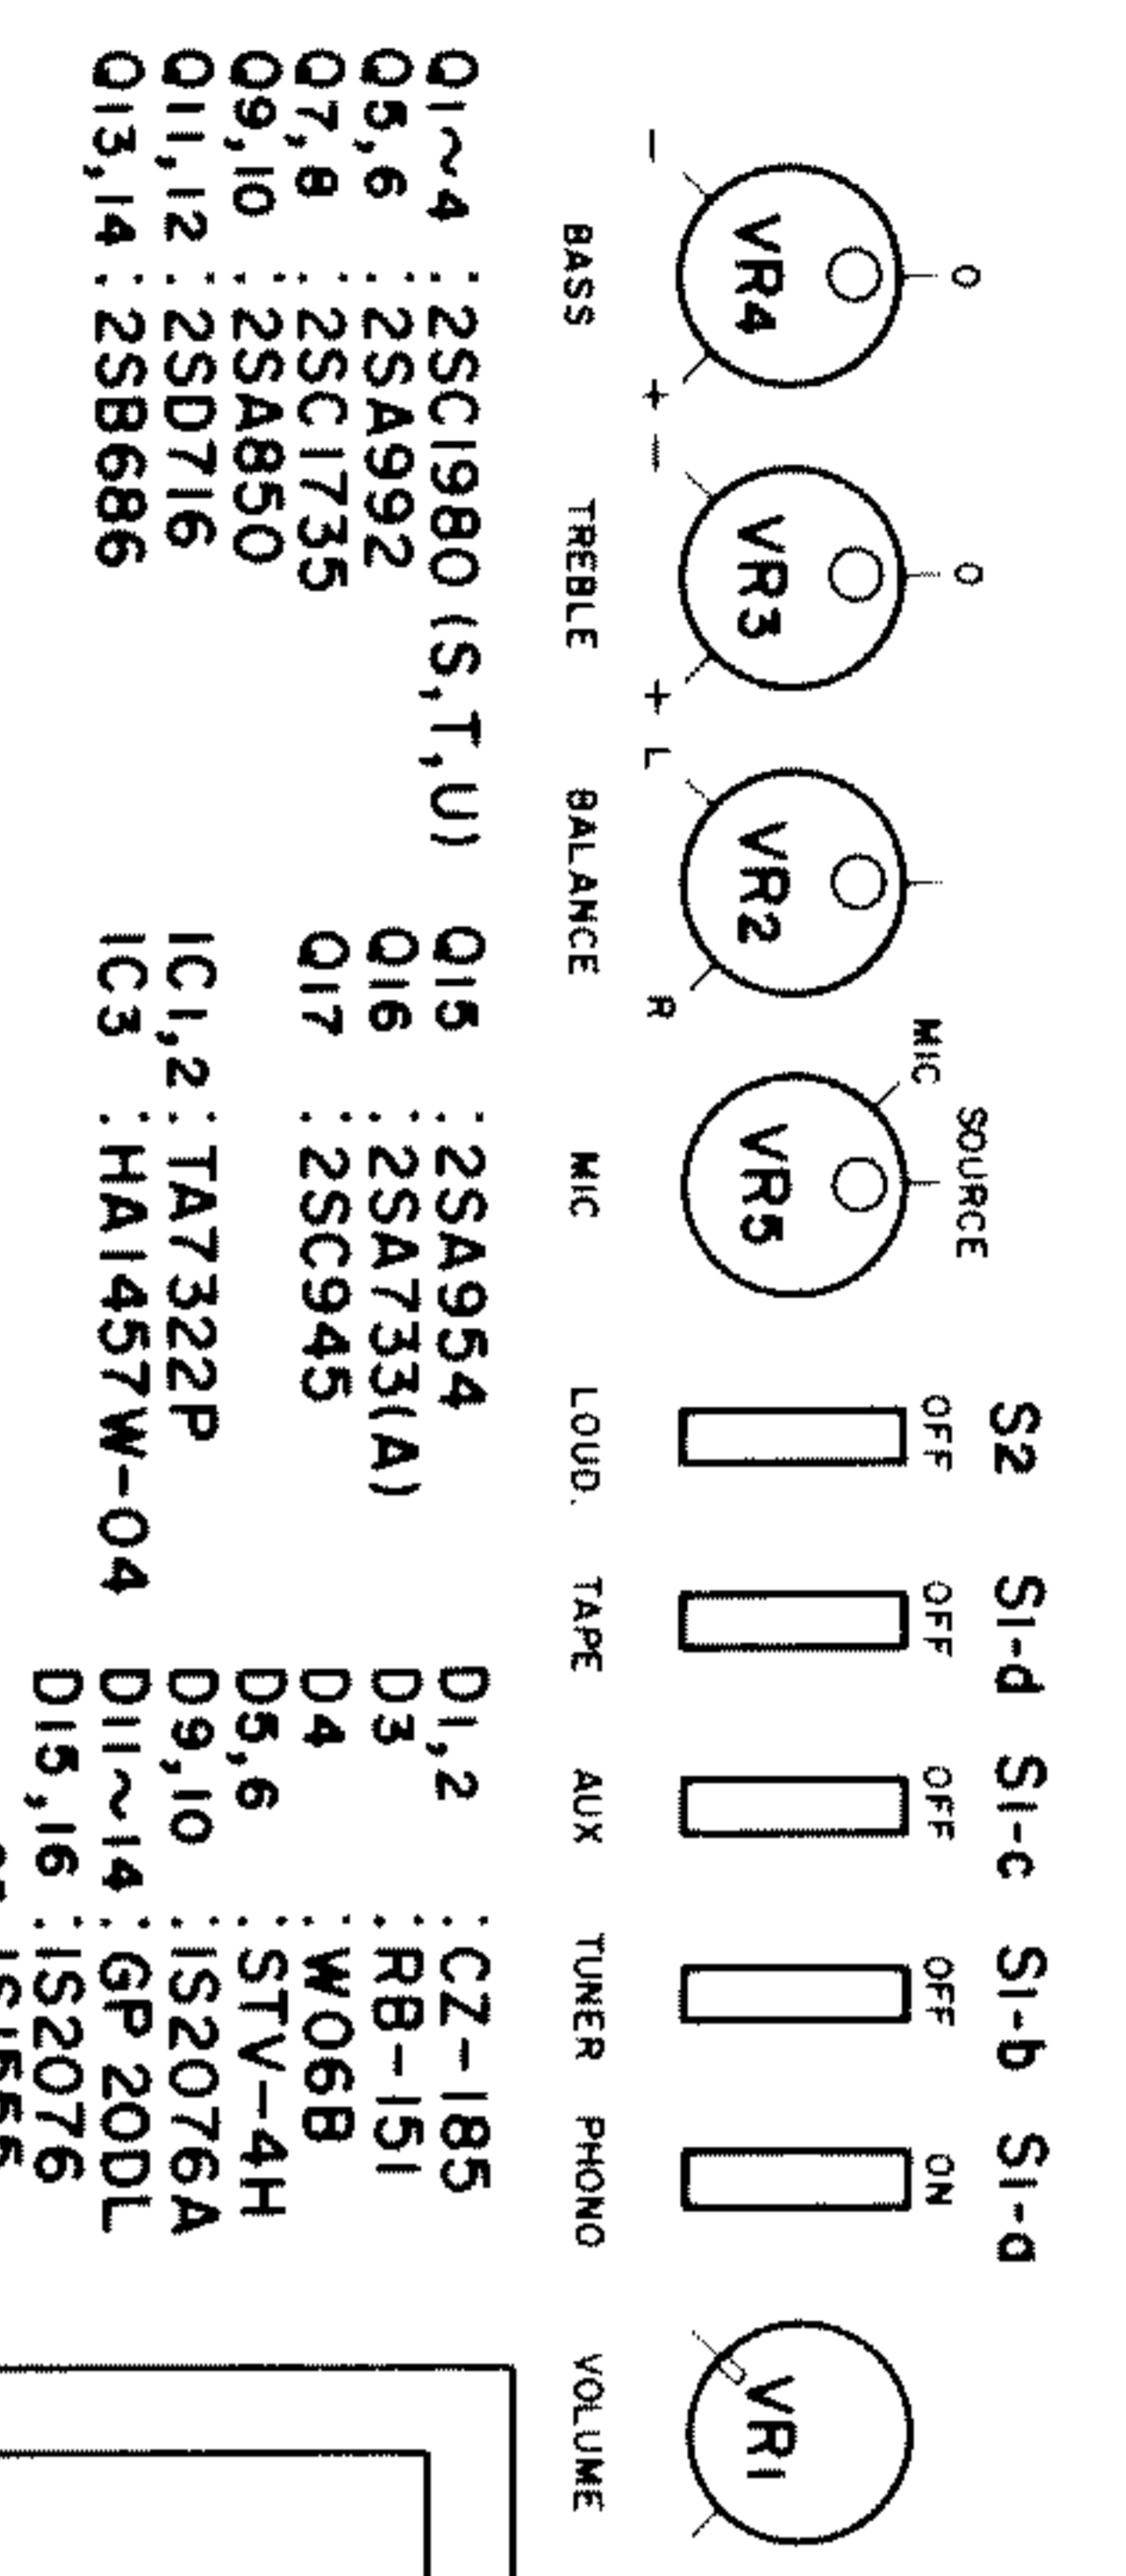 S2 S1-d S1-c S1-b S1-a
O O SOURCE
MIC OFF OFF OFF OFF ON
VR4 VR3 VR2 VR5 VR1
− + − + L R
BASS TREBLE BALANCE MIC LOUD. TAPE AUX TUNER PHONO VOLUME
Q1~4 : 2SC1980 (S,T,U)
Q5,6 : 2SA992
Q7,8 : 2SC1735
Q9,10 : 2SA850
Q11,12 : 2SD716
Q13,14 : 2SB686
Q15 : 2SA954
Q16 : 2SA733(A)
Q17 : 2SC945
IC1,2 : TA7322P
IC3 : HA1457W-04
D1,2 : CZ-185
D3 : RB-151
D4 : W06B
D5,6 : STV-4H
D9,10 : 1S2076A
D11~14 : GP 20DL
D15,16 : 1S2076